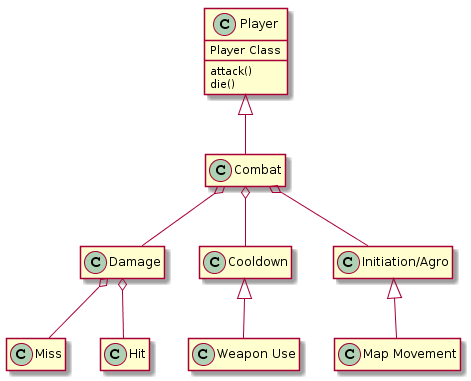 C Player
Player Class
attack()
die()
C Combat
C Damage
C Cooldown
C Initiation/Agro
C Miss
C Hit
C Weapon Use
C Map Movement